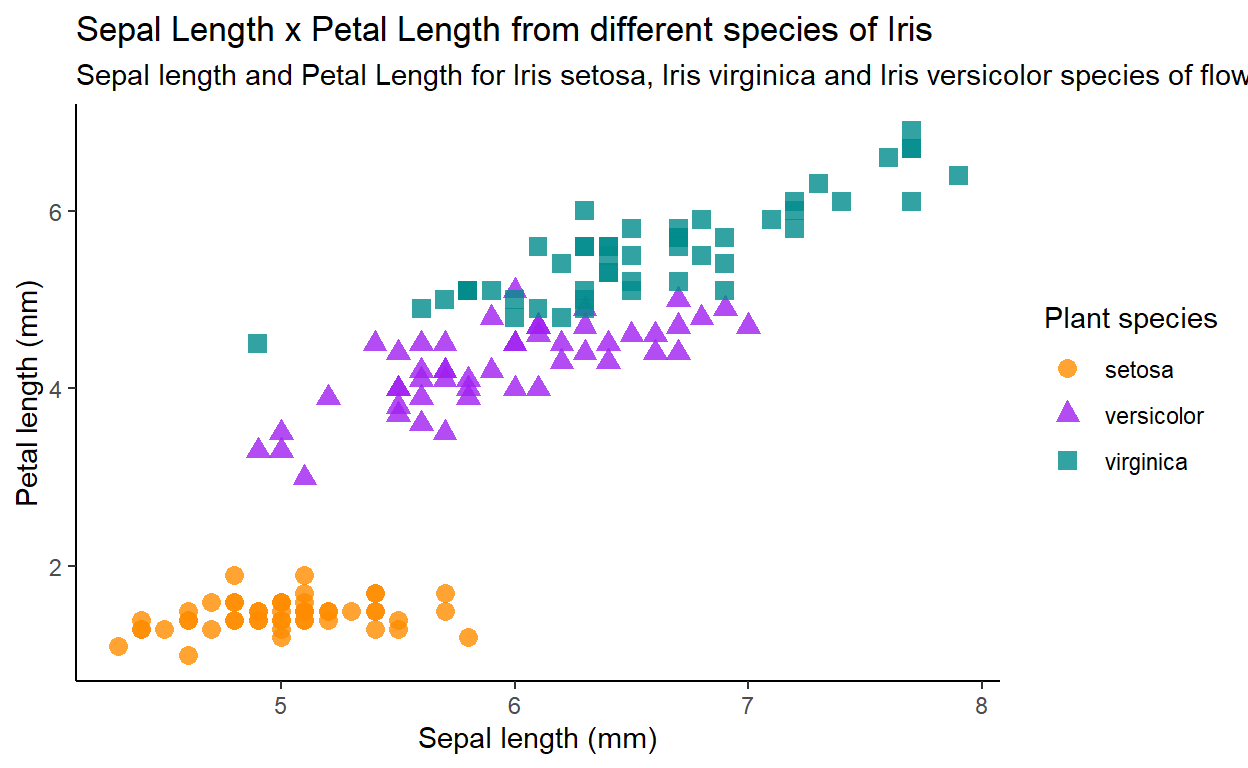 Sepal Length x Petal Length from different species of Iris
Sepal length and Petal Length for Iris setosa, Iris virginica and Iris versicolor species of flow
6
4
2
Petal length (mm)
5 6 7 8
Sepal length (mm)
Plant species
setosa
versicolor
virginica